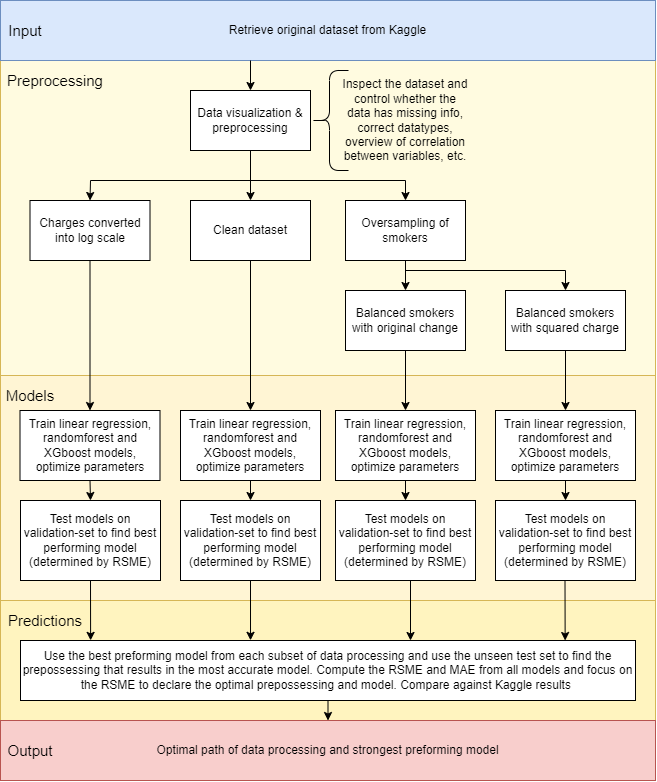 Input
Retrieve original dataset from Kaggle
Preprocessing
Data visualization &
preprocessing
Inspect the dataset and
control whether the
data has missing info,
correct datatypes,
overview of correlation
between variables, etc.
Charges converted
into log scale
Clean dataset
Oversampling of
smokers
Balanced smokers
with original change
Balanced smokers
with squared charge
Models
Train linear regression,
randomforest and
XGboost models,
optimize parameters
Train linear regression,
randomforest and
XGboost models,
optimize parameters
Train linear regression,
randomforest and
XGboost models,
optimize parameters
Train linear regression,
randomforest and
XGboost models,
optimize parameters
Test models on
validation-set to find best
performing model
(determined by RSME)
Test models on
validation-set to find best
performing model
(determined by RSME)
Test models on
validation-set to find best
performing model
(determined by RSME)
Test models on
validation-set to find best
performing model
(determined by RSME)
Predictions
Use the best preforming model from each subset of data processing and use the unseen test set to find the
prepossessing that results in the most accurate model. Compute the RSME and MAE from all models and focus on
the RSME to declare the optimal prepossessing and model. Compare against Kaggle results
Output
Optimal path of data processing and strongest preforming model